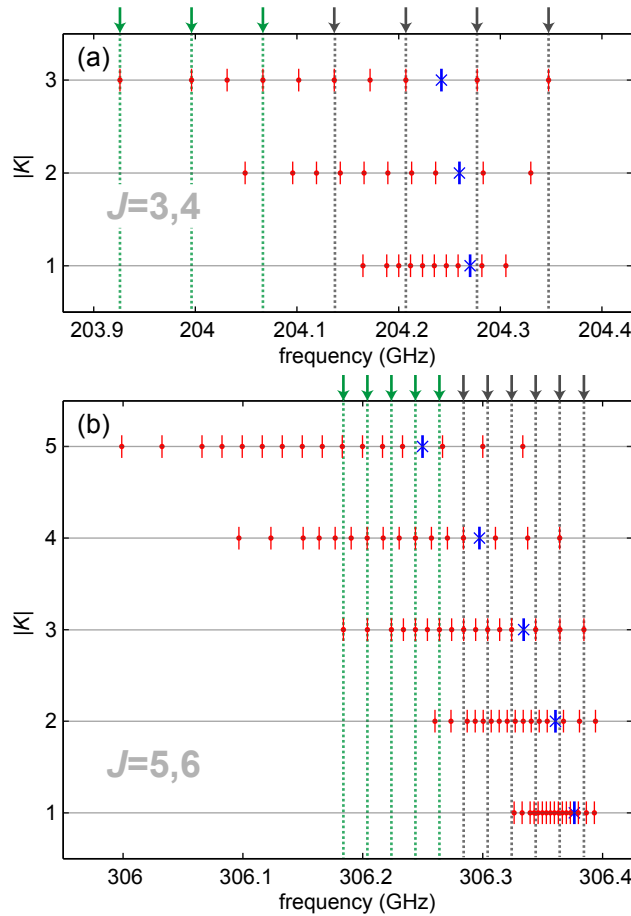 (a)
|K|
3
2
1
J=3,4
203.9 204 204.1 204.2 204.3 204.4
frequency (GHz)
(b)
|K|
5
4
3
2
1
J=5,6
306 306.1 306.2 306.3 306.4
frequency (GHz)